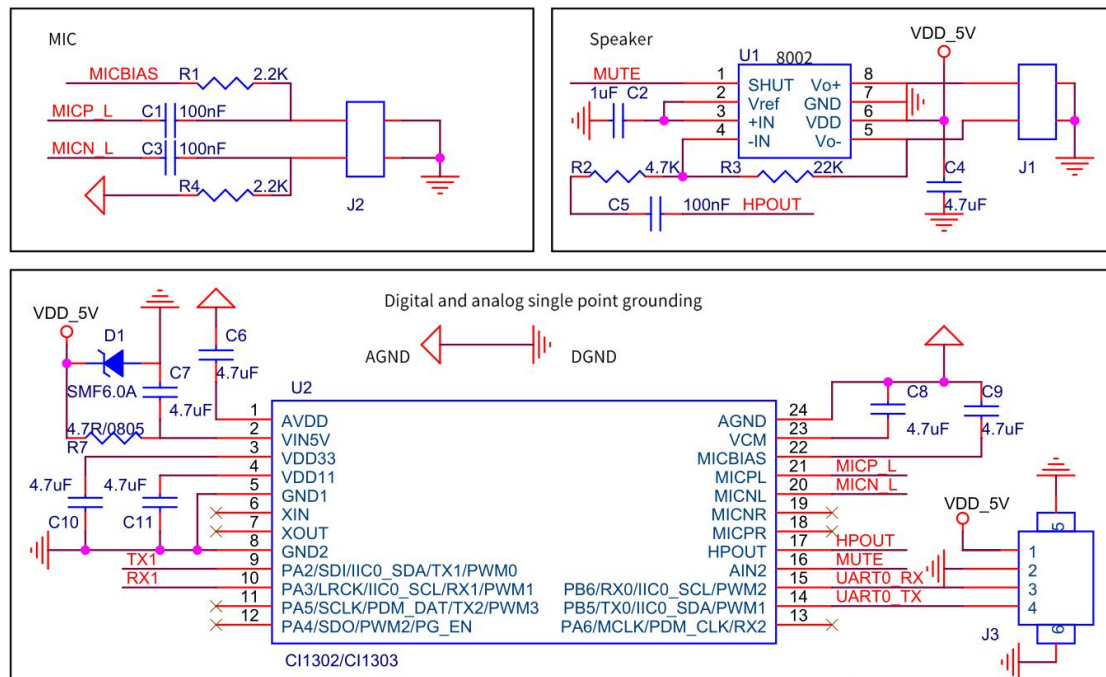 MIC
MICBIAS R1 2.2K
MICP_L C1 100nF
MICN_L C3 100nF
R4 2.2K
J2
Speaker
VDD_5V
U1 8002
MUTE 1 SHUT Vo+ 8
1uF C2 2 Vref GND 7
3 +IN VDD 6
4 -IN Vo- 5
R2 4.7K R3 22K
J1
C4
4.7uF
C5 100nF HPOUT
Digital and analog single point grounding
AGND DGND
VDD_5V
D1
SMF6.0A
C7
4.7uF
C6
4.7uF
4.7R/0805
R7
4.7uF
C10
4.7uF
C11
U2
1 AVDD
2 VIN5V
3 VDD33
4 VDD11
5 GND1
6 XIN
7 XOUT
8 GND2
TX1 9 PA2/SDI/IIC0_SDA/TX1/PWM0
RX1 10 PA3/LRCK/IIC0_SCL/RX1/PWM1
11 PA5/SCLK/PDM_DAT/TX2/PWM3
12 PA4/SDO/PWM2/PG_EN
AGND 24
VCM 23
MICBIAS 22
MICPL 21 MICP_L
MICNL 20 MICN_L
MICNR 19
MICPR 18
HPOUT 17 HPOUT
AIN2 16 MUTE
PB6/RX0/IIC0_SCL/PWM2 15 UART0_RX
PB5/TX0/IIC0_SDA/PWM1 14 UART0_TX
PA6/MCLK/PDM_CLK/RX2 13
CI1302/CI1303
C8
4.7uF
C9
4.7uF
VDD_5V
5
1
2
3
4
6
J3